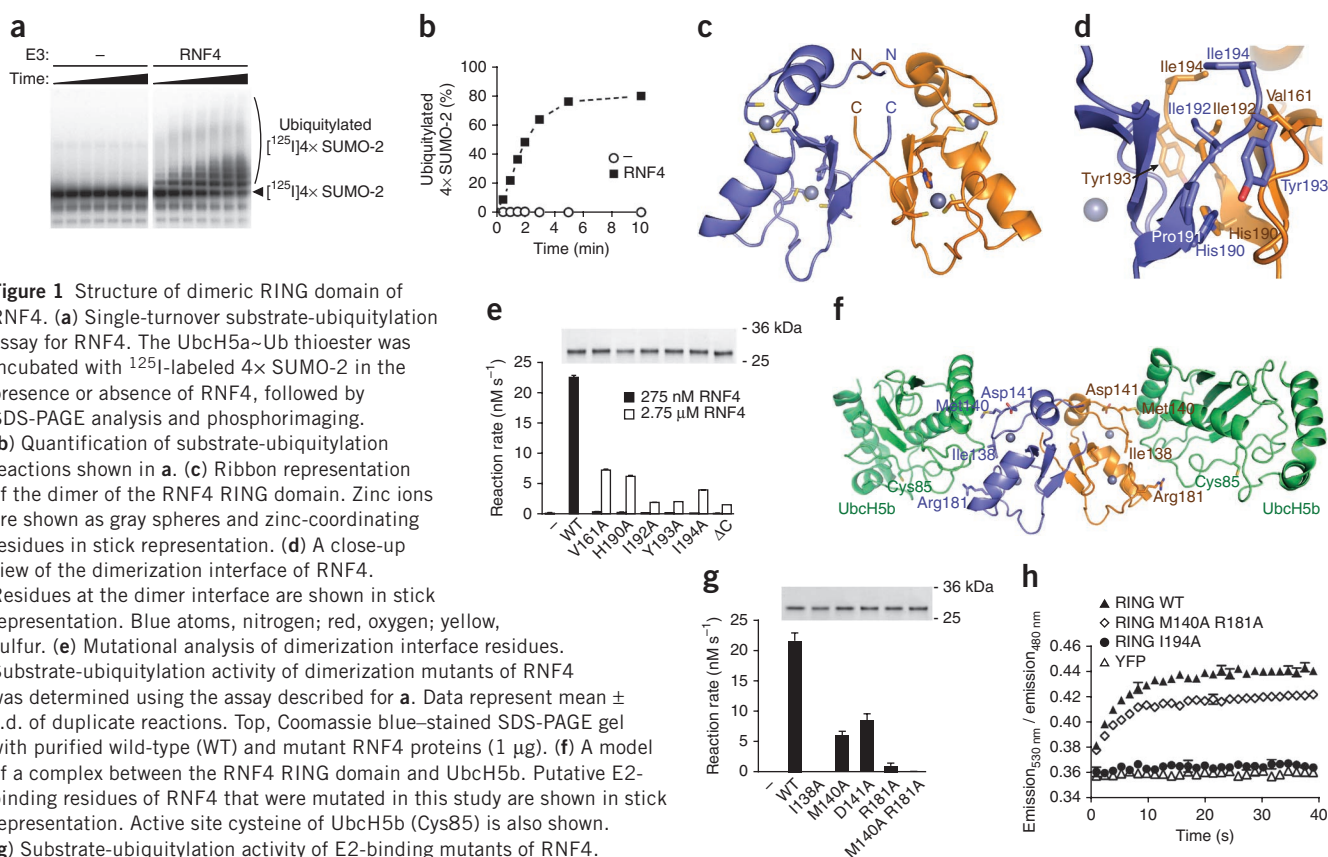 a
E3: – RNF4
Time:
Ubiquitylated
[125I]4× SUMO-2
[125I]4× SUMO-2
b
Ubiquitylated
4× SUMO-2 (%)
100
80
60
40
20
0
0 2 4 6 8 10
Time (min)
–
RNF4
c
N N
C C
d
Ile194
Ile194
Ile192 Ile192 Val161
Tyr193
Tyr193
Pro191
His190
His190
Figure 1 Structure of dimeric RING domain of
RNF4. (a) Single-turnover substrate-ubiquitylation
assay for RNF4. The UbcH5a~Ub thioester was
incubated with 125I-labeled 4× SUMO-2 in the
presence or absence of RNF4, followed by
SDS-PAGE analysis and phosphorimaging.
(b) Quantification of substrate-ubiquitylation
reactions shown in a. (c) Ribbon representation
of the dimer of the RNF4 RING domain. Zinc ions
are shown as gray spheres and zinc-coordinating
residues in stick representation. (d) A close-up
view of the dimerization interface of RNF4.
Residues at the dimer interface are shown in stick
representation. Blue atoms, nitrogen; red, oxygen; yellow,
sulfur. (e) Mutational analysis of dimerization interface residues.
Substrate-ubiquitylation activity of dimerization mutants of RNF4
was determined using the assay described for a. Data represent mean ±
s.d. of duplicate reactions. Top, Coomassie blue–stained SDS-PAGE gel
with purified wild-type (WT) and mutant RNF4 proteins (1 µg). (f) A model
of a complex between the RNF4 RING domain and UbcH5b. Putative E2-
binding residues of RNF4 that were mutated in this study are shown in stick
representation. Active site cysteine of UbcH5b (Cys85) is also shown.
(g) Substrate-ubiquitylation activity of E2-binding mutants of RNF4.
e
- 36 kDa
- 25
Reaction rate (nM s−1)
25
20
15
10
5
0
275 nM RNF4
2.75 µM RNF4
– WT V161A H190A I192A Y193A I194A ΔC
f
Asp141 Asp141
Met140 Met140
Ile138 Ile138
Cys85 Cys85
Arg181 Arg181
UbcH5b UbcH5b
g
- 36 kDa
- 25
Reaction rate (nM s−1)
25
20
15
10
5
0
– WT I138A M140A D141A R181A M140A R181A
h
RING WT
RING M140A R181A
RING I194A
YFP
Emission530 nm / emission480 nm
0.46
0.44
0.42
0.40
0.38
0.36
0.34
0 10 20 30 40
Time (s)